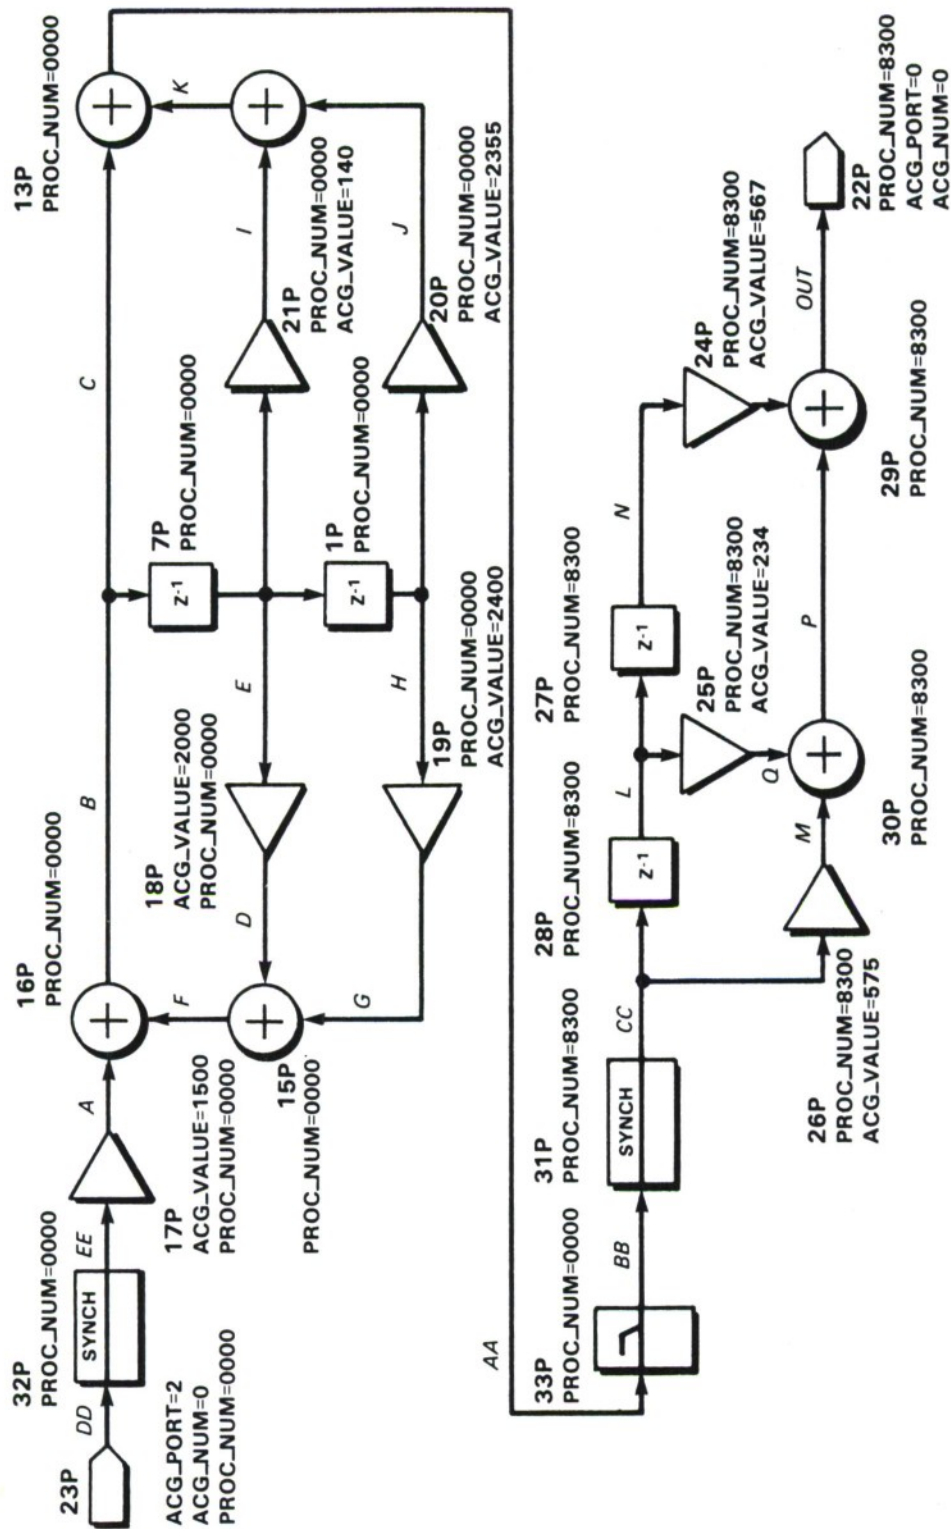 23P
ACG_PORT=2
ACG_NUM=0
PROC_NUM=0000
DD
32P
PROC_NUM=0000
SYNCH
EE
17P
ACG_VALUE=1500
PROC_NUM=0000
A
16P
PROC_NUM=0000
B
C
13P
PROC_NUM=0000
F
15P
PROC_NUM=0000
D
18P
ACG_VALUE=2000
PROC_NUM=0000
E
7P
PROC_NUM=0000
Z-1
I
21P
PROC_NUM=0000
ACG_VALUE=140
K
G
19P
PROC_NUM=0000
ACG_VALUE=2400
H
1P
PROC_NUM=0000
Z-1
J
20P
PROC_NUM=0000
ACG_VALUE=2355
AA
33P
PROC_NUM=0000
BB
31P
PROC_NUM=8300
SYNCH
CC
28P
PROC_NUM=8300
Z-1
L
27P
PROC_NUM=8300
Z-1
N
26P
PROC_NUM=8300
ACG_VALUE=575
M
25P
PROC_NUM=8300
ACG_VALUE=234
Q
24P
PROC_NUM=8300
ACG_VALUE=567
30P
PROC_NUM=8300
P
29P
PROC_NUM=8300
OUT
22P
PROC_NUM=8300
ACG_PORT=0
ACG_NUM=0